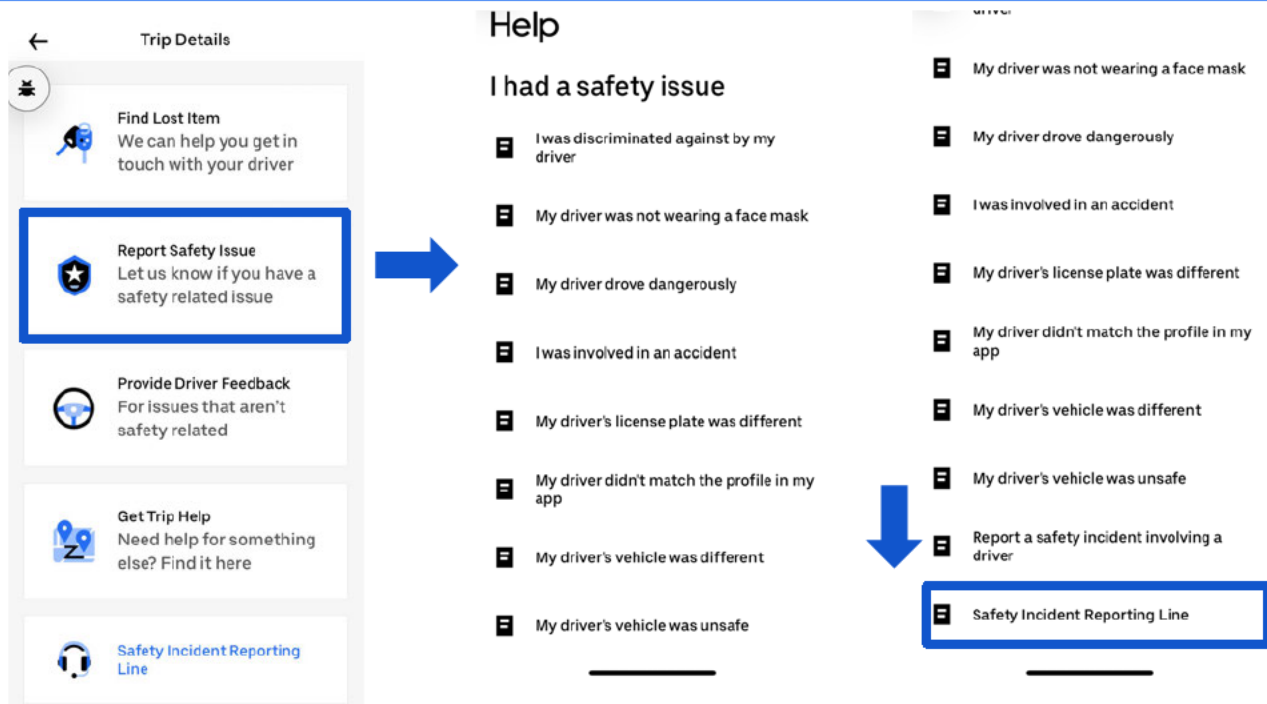 Trip Details
Find Lost Item
We can help you get in
touch with your driver
Report Safety Issue
Let us know if you have a
safety related issue
Provide Driver Feedback
For issues that aren't
safety related
Get Trip Help
Need help for something
else? Find it here
Safety Incident Reporting
Line
Help
I had a safety issue
I was discriminated against by my
driver
My driver was not wearing a face mask
My driver drove dangerously
I was involved in an accident
My driver's license plate was different
My driver didn't match the profile in my
app
My driver's vehicle was different
My driver's vehicle was unsafe
driver
My driver was not wearing a face mask
My driver drove dangerously
I was involved in an accident
My driver's license plate was different
My driver didn't match the profile in my
app
My driver's vehicle was different
My driver's vehicle was unsafe
Report a safety incident involving a
driver
Safety Incident Reporting Line